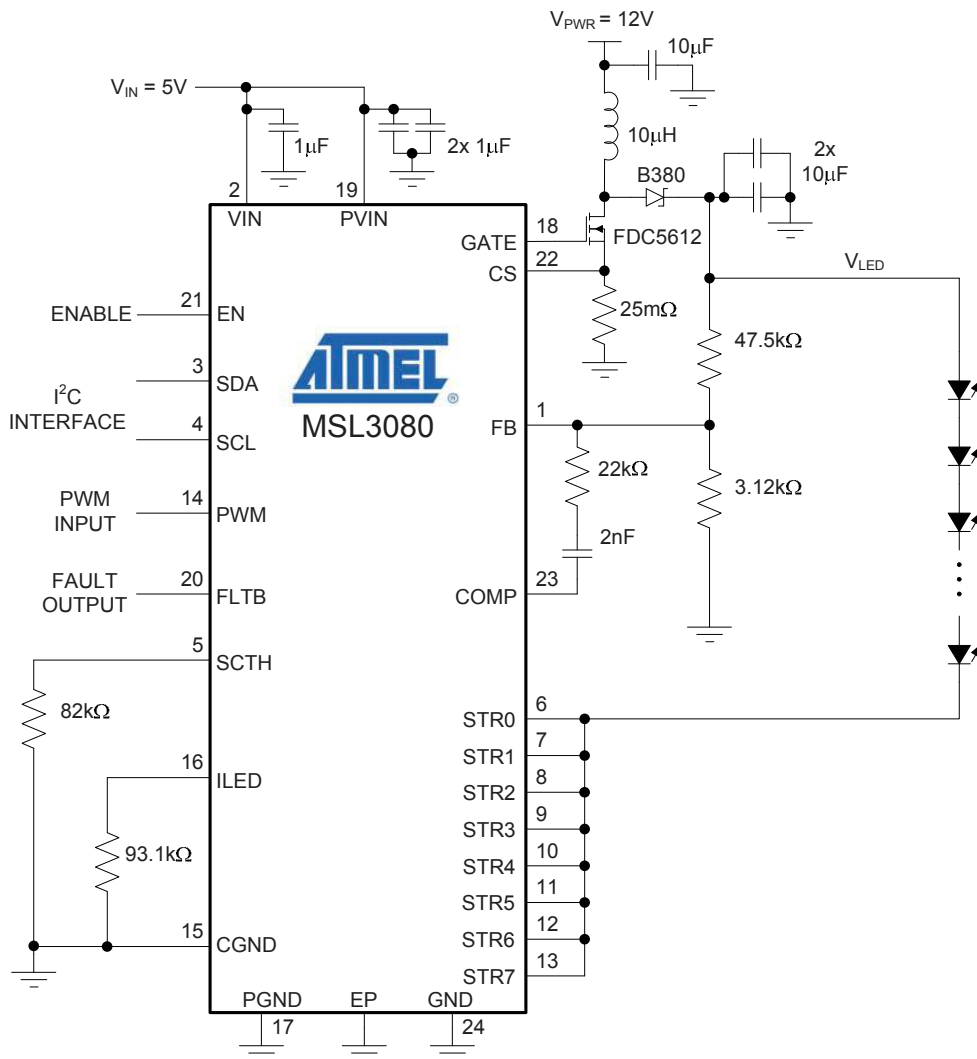 VPWR = 12V
10µF
VIN = 5V
1µF
2x 1µF
10µH
B380
2x
10µF
2
19
VIN
PVIN
GATE
18
FDC5612
CS
22
VLED
25mΩ
ENABLE
21
EN
47.5kΩ
ATMEL
®
MSL3080
I²C
INTERFACE
3
SDA
4
SCL
FB
1
22kΩ
3.12kΩ
PWM
INPUT
14
PWM
2nF
FAULT
OUTPUT
20
FLTB
COMP
23
5
SCTH
82kΩ
STR0
6
STR1
7
16
ILED
STR2
8
STR3
9
93.1kΩ
STR4
10
STR5
11
15
CGND
STR6
12
STR7
13
PGND
EP
GND
17
24